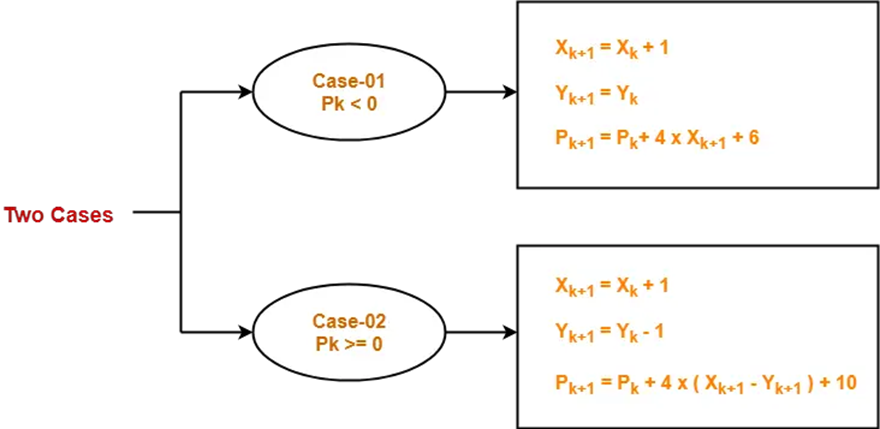 Two Cases
Case-01
Pk < 0
Xₖ₊₁ = Xₖ + 1
Yₖ₊₁ = Yₖ
Pₖ₊₁ = Pₖ+ 4 x Xₖ₊₁ + 6
Case-02
Pk >= 0
Xₖ₊₁ = Xₖ + 1
Yₖ₊₁ = Yₖ - 1
Pₖ₊₁ = Pₖ + 4 x ( Xₖ₊₁ - Yₖ₊₁ ) + 10